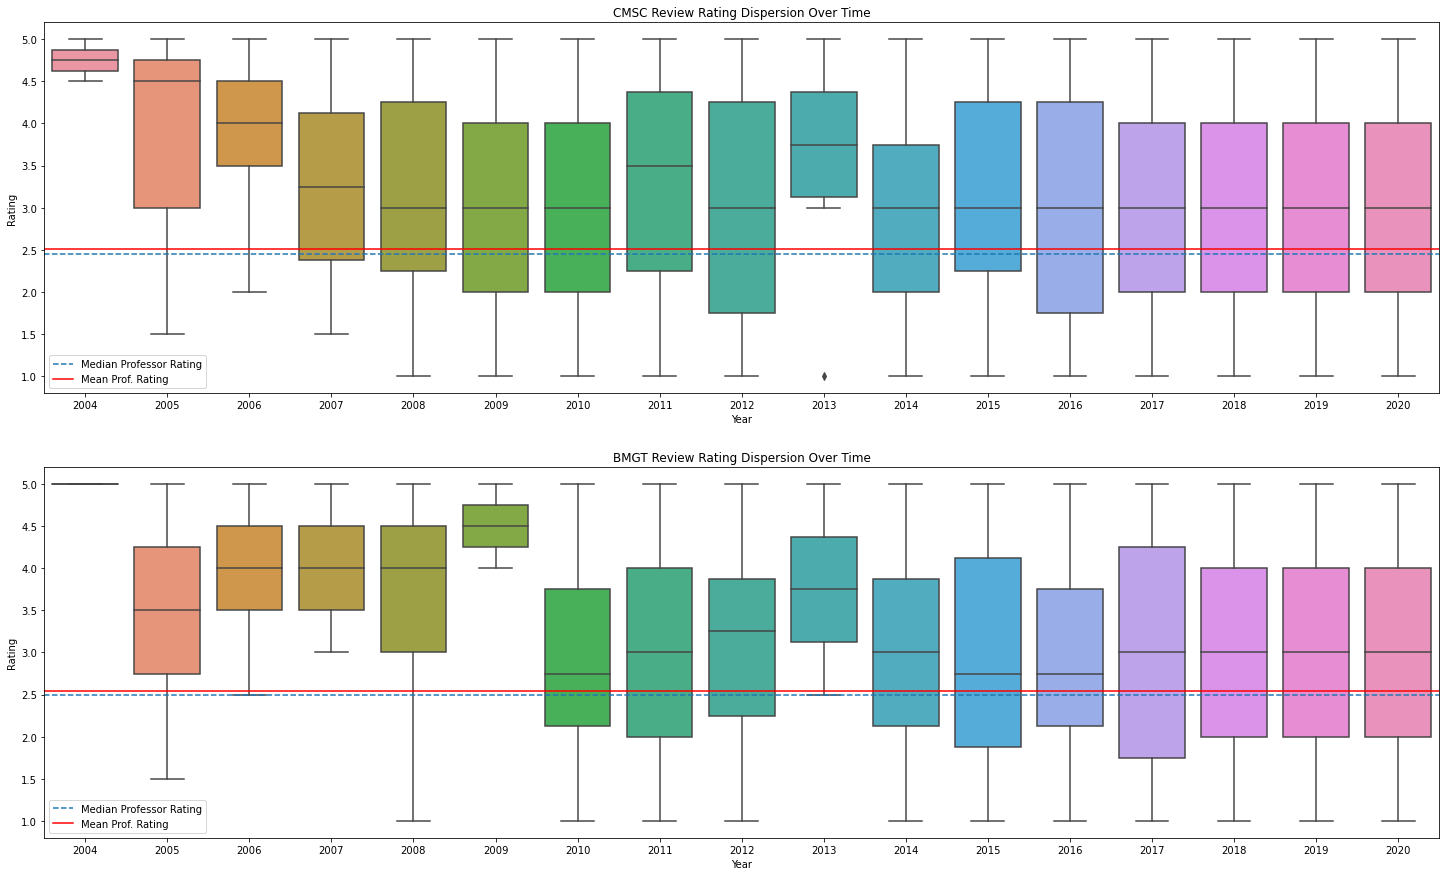 CMSC Review Rating Dispersion Over Time
5.0
4.5
4.0
3.5
3.0
2.5
2.0
1.5
1.0
Rating
Median Professor Rating
Mean Prof. Rating
2004 2005 2006 2007 2008 2009 2010 2011 2012 2013 2014 2015 2016 2017 2018 2019 2020
Year
BMGT Review Rating Dispersion Over Time
5.0
4.5
4.0
3.5
3.0
2.5
2.0
1.5
1.0
Rating
Median Professor Rating
Mean Prof. Rating
2004 2005 2006 2007 2008 2009 2010 2011 2012 2013 2014 2015 2016 2017 2018 2019 2020
Year